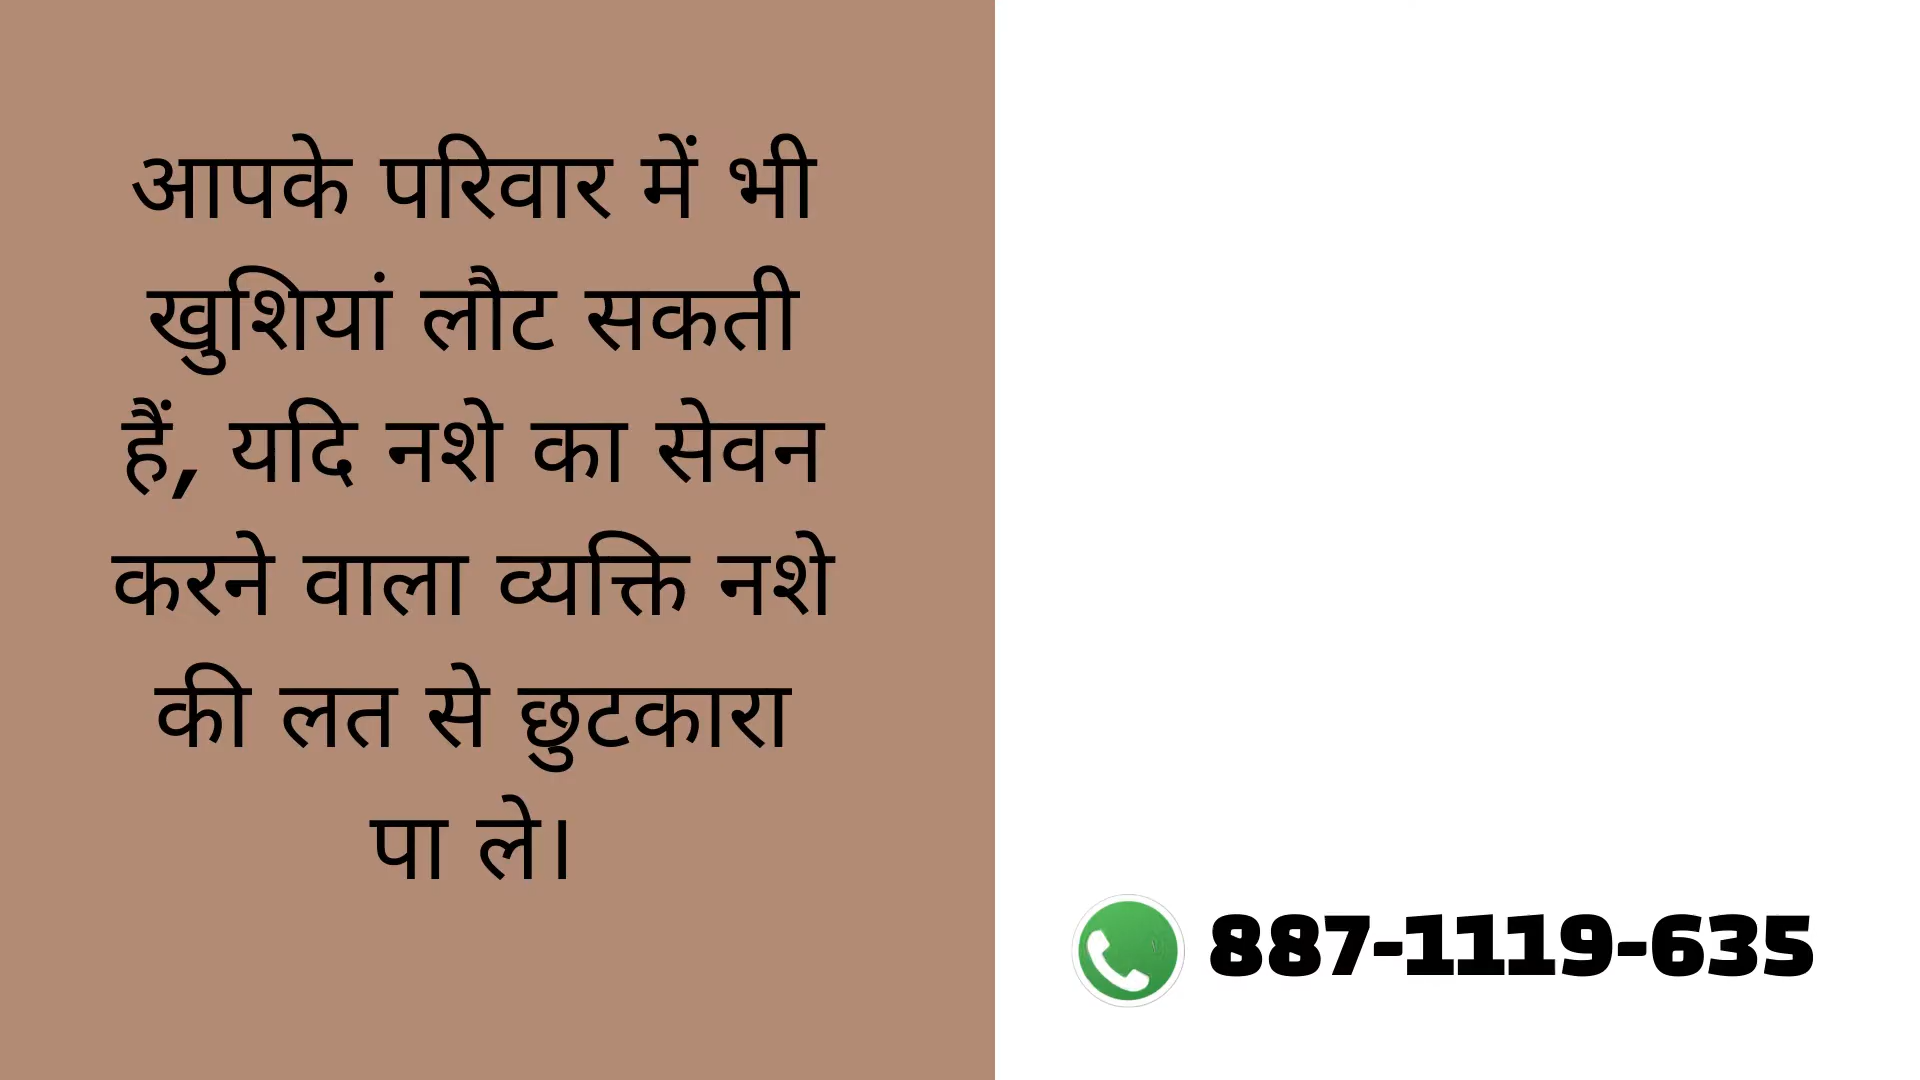 आपके परिवार में भी
खुशियां लौट सकती
हैं, यदि नशे का सेवन
करने वाला व्यक्ति नशे
की लत से छुटकारा
पा ले।
887-1119-635